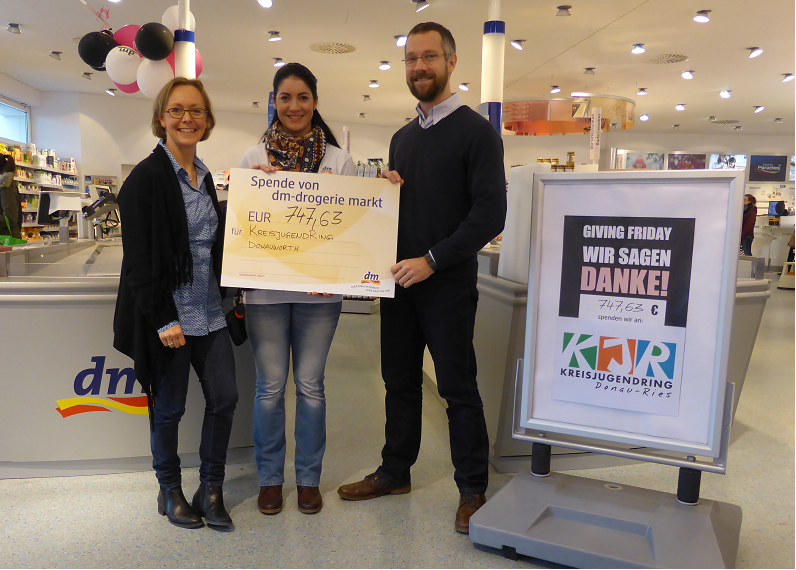 Spende von
dm-drogerie markt
EUR 747,63
für KREISJUGENDRING
DONAUWÖRTH
dm
dm
GIVING FRIDAY
WIR SAGEN
DANKE!
747,63 €
spenden wir an:
KJR
KREISJUGENDRING
Donau-Ries